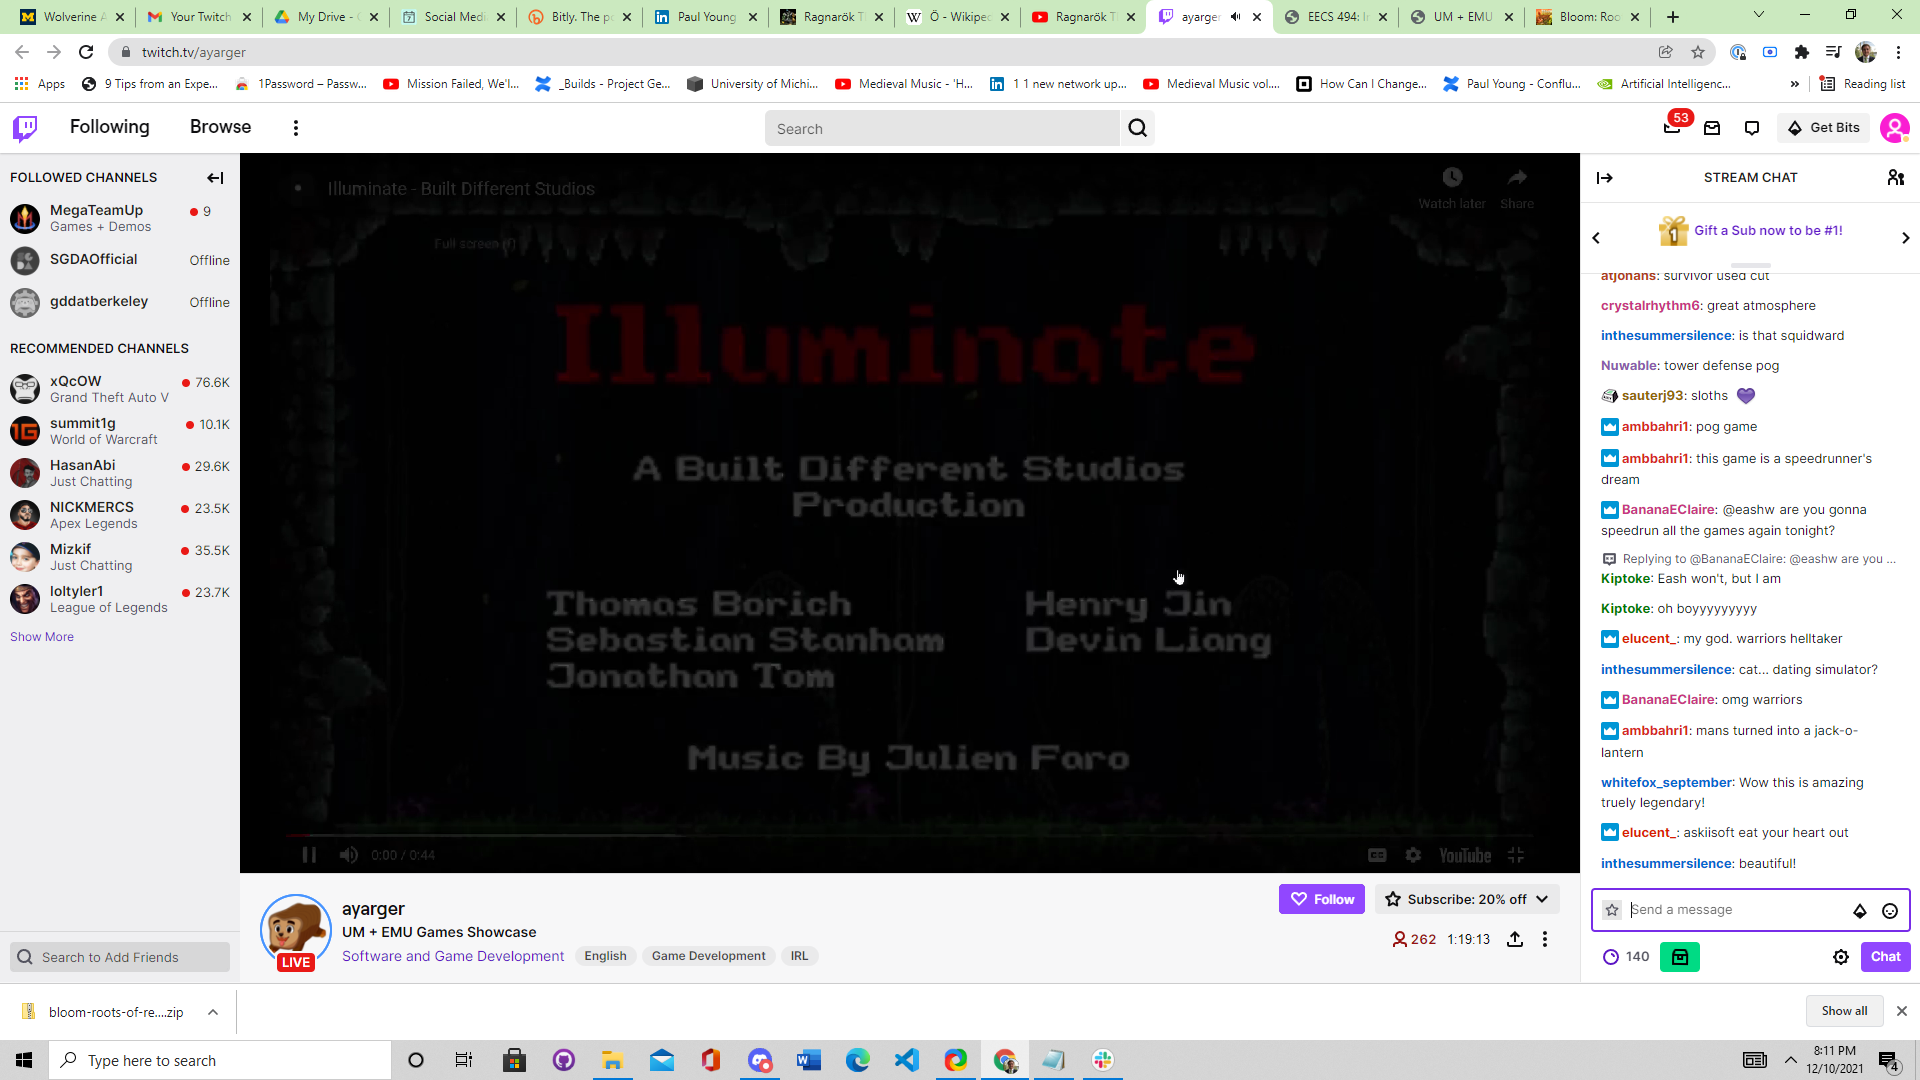 Wolverine A
Your Twitch
My Drive - G
Social Medi
Bitly. The po
Paul Young
Ragnarök T
Ö - Wikiped
Ragnarök T
ayarger
EECS 494: I
UM + EMU
Bloom: Roo
twitch.tv/ayarger
Apps
9 Tips from an Expe...
1Password – Passw...
Mission Failed, We'l...
_Builds - Project Ge...
University of Michi...
Medieval Music - 'H...
1 1 new network up...
Medieval Music vol....
How Can I Change...
Paul Young - Conflu...
Artificial Intelligenc...
»
Reading list
Following
Browse
Search
53
Get Bits
FOLLOWED CHANNELS
MegaTeamUp
9
Games + Demos
SGDAOfficial
Offline
gddatberkeley
Offline
RECOMMENDED CHANNELS
xQcOW
76.6K
Grand Theft Auto V
summit1g
10.1K
World of Warcraft
HasanAbi
29.6K
Just Chatting
NICKMERCS
23.5K
Apex Legends
Mizkif
35.5K
Just Chatting
loltyler1
23.7K
League of Legends
Show More
Search to Add Friends
Illuminate - Built Different Studios
Watch later
Share
Full screen (f)
Illuminate
A Built Different Studios
Production
Thomas Borich
Henry Jin
Sebastian Stanham
Devin Liang
Jonathan Tom
Music By Julien Faro
0:00 / 0:44
YouTube
LIVE
ayarger
UM + EMU Games Showcase
Software and Game Development
English
Game Development
IRL
Follow
Subscribe: 20% off
262
1:19:13
STREAM CHAT
1
Gift a Sub now to be #1!
atjohans: survivor used cut
crystalrhythm6: great atmosphere
inthesummersilence: is that squidward
Nuwable: tower defense pog
sauterj93: sloths
ambbahri1: pog game
ambbahri1: this game is a speedrunner's
dream
BananaEClaire: @eashw are you gonna
speedrun all the games again tonight?
Replying to @BananaEClaire: @eashw are you ...
Kiptoke: Eash won't, but I am
Kiptoke: oh boyyyyyyyyy
elucent_: my god. warriors helltaker
inthesummersilence: cat... dating simulator?
BananaEClaire: omg warriors
ambbahri1: mans turned into a jack-o-
lantern
whitefox_september: Wow this is amazing
truely legendary!
elucent_: askiisoft eat your heart out
inthesummersilence: beautiful!
Send a message
140
Chat
bloom-roots-of-re....zip
Show all
Type here to search
8:11 PM
12/10/2021
4